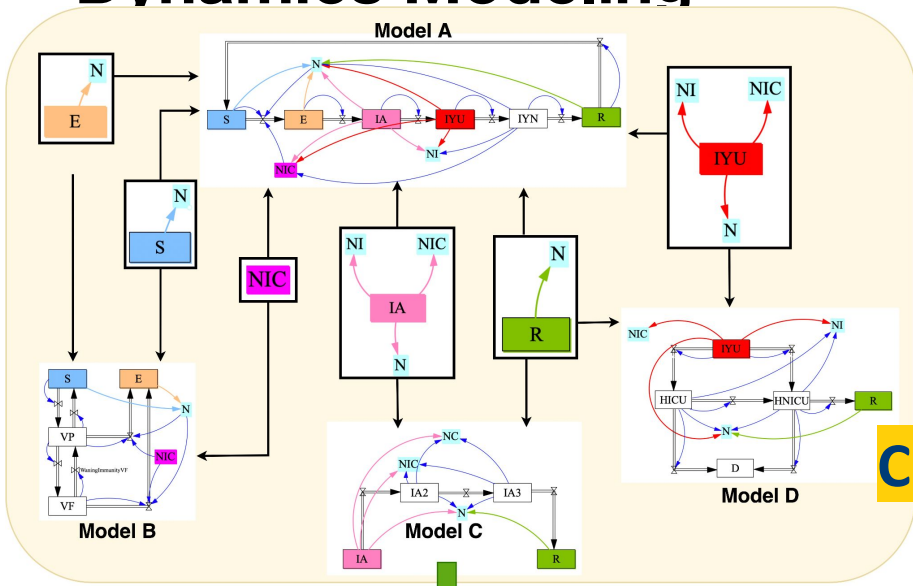 Dynamics Modeling
Model A
N
E
N
S E IA IYU IYN R
NI
NIC
NI NIC
IYU
N
N
S
NIC
NI NIC
IA
N
N
R
S E
N
VP
NIC
WaningImmunityVF
VF
Model B
NC
NIC
IA2 IA3
N
Model C
IA R
NIC NI
IYU
HICU HNICU R
N
D
Model D
C